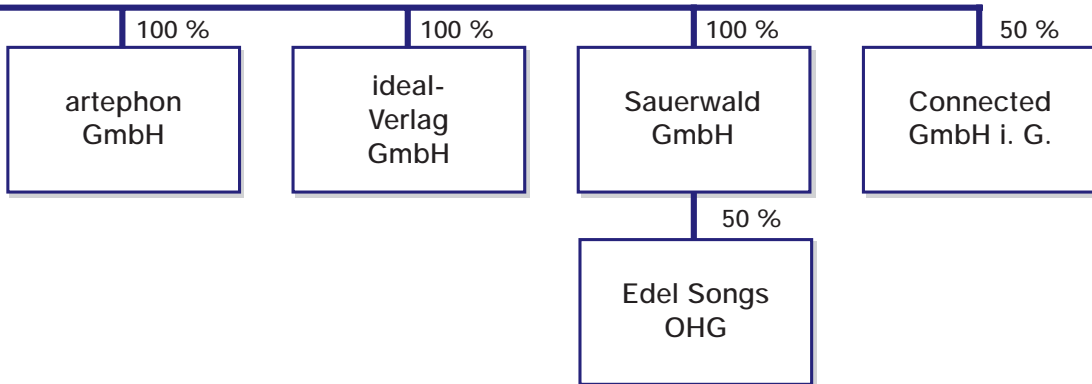 100 %
100 %
100 %
50 %
artephon
GmbH
ideal-
Verlag
GmbH
Sauerwald
GmbH
Connected
GmbH i. G.
50 %
Edel Songs
OHG